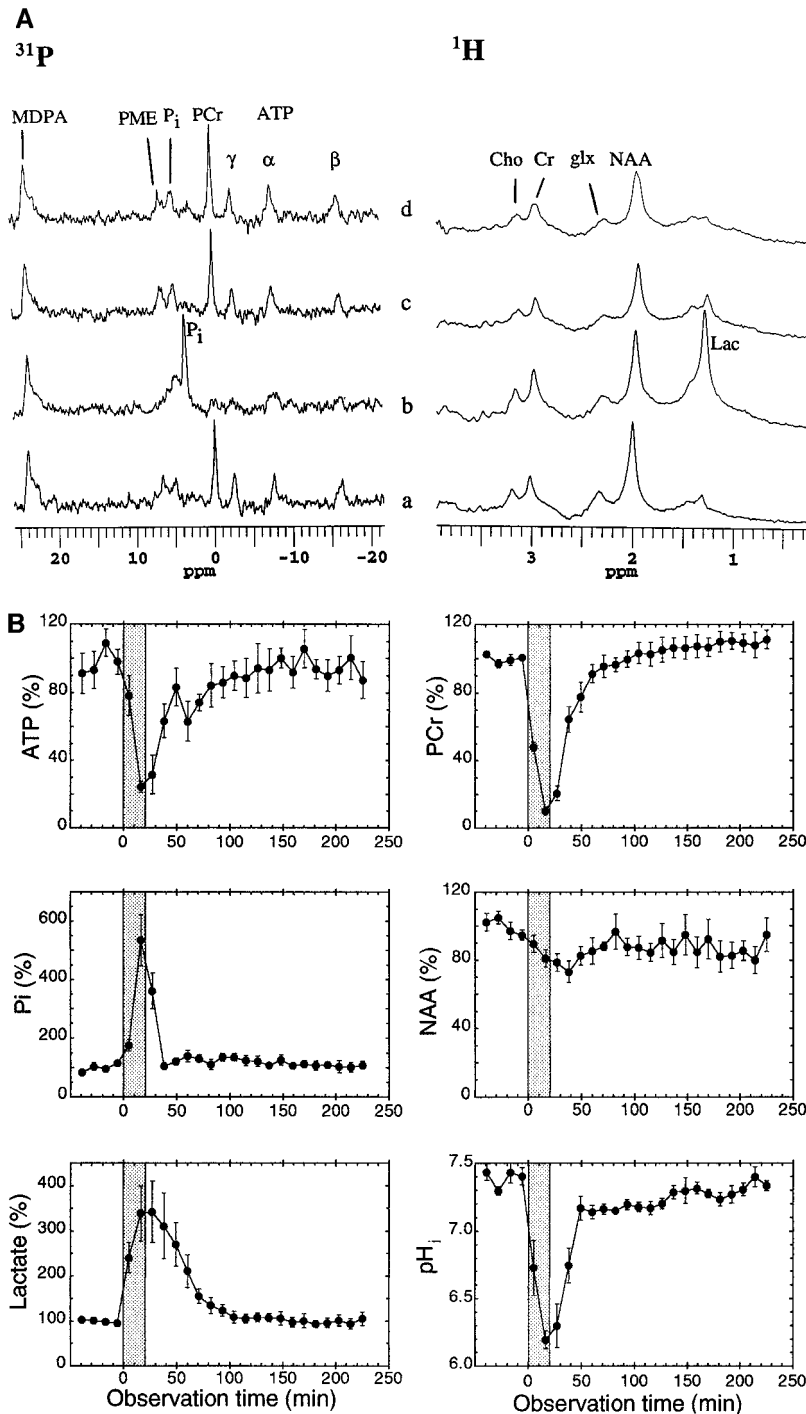 A
³¹P
¹H
MDPA PME Pi PCr ATP
γ α β
Cho Cr glx NAA
d
c
Pi
Lac
b
a
20 10 0 -10 -20
ppm
3 2 1
ppm
B
ATP (%)
120
80
40
0
0 50 100 150 200 250
PCr (%)
120
80
40
0
0 50 100 150 200 250
Pi (%)
600
400
200
0
0 50 100 150 200 250
NAA (%)
120
80
40
0
0 50 100 150 200 250
Lactate (%)
400
300
200
100
0
0 50 100 150 200 250
Observation time (min)
pHi
7.5
7.0
6.5
6.0
0 50 100 150 200 250
Observation time (min)